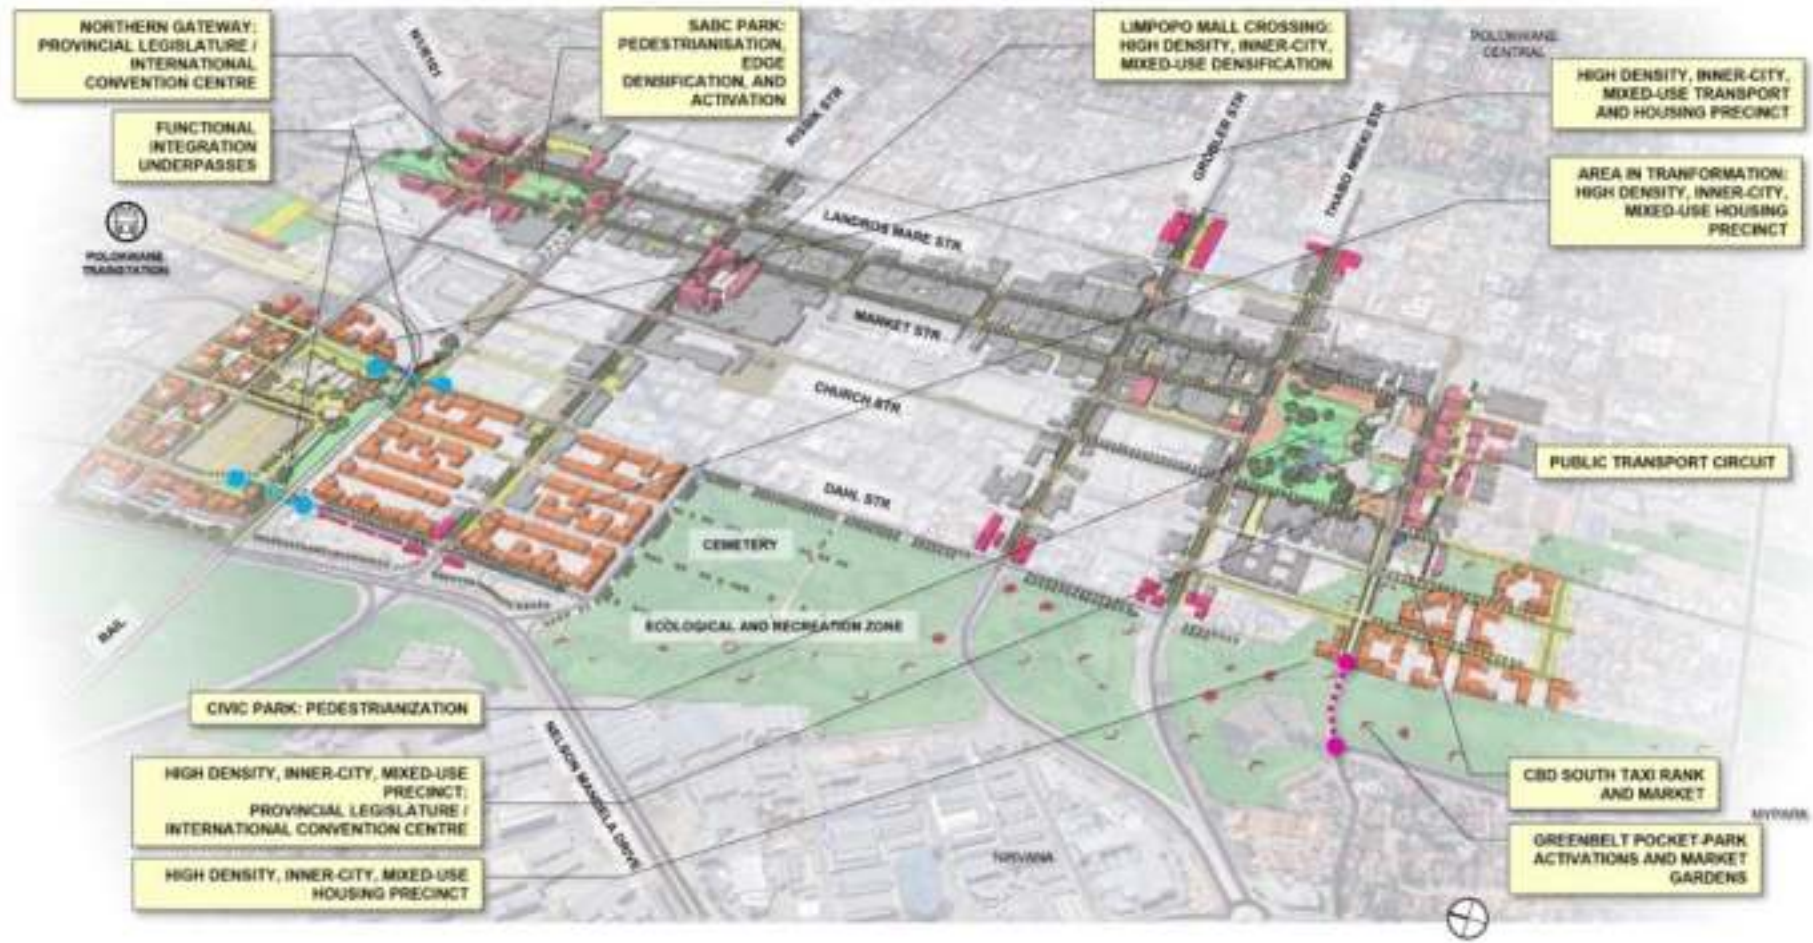 NORTHERN GATEWAY:
PROVINCIAL LEGISLATURE /
INTERNATIONAL
CONVENTION CENTRE
SABC PARK:
PEDESTRIANISATION,
EDGE
DENSIFICATION, AND
ACTIVATION
LIMPOPO MALL CROSSING:
HIGH DENSITY, INNER-CITY,
MIXED-USE DENSIFICATION
POLOKWANE
CENTRAL
HIGH DENSITY, INNER-CITY,
MIXED-USE TRANSPORT
AND HOUSING PRECINCT
FUNCTIONAL
INTEGRATION
UNDERPASSES
AREA IN TRANFORMATION:
HIGH DENSITY, INNER-CITY,
MIXED-USE HOUSING
PRECINCT
N1/R101
RISSIK STR
GROBLER STR
THABO MBEKI STR
POLOKWANE
TRAINSTATION
LANDROS MARE STR
MARKET STR
CHURCH STR
DAHL STR
PUBLIC TRANSPORT CIRCUIT
CEMETERY
ECOLOGICAL AND RECREATION ZONE
RAIL
CIVIC PARK: PEDESTRIANIZATION
NELSON MANDELA DRIVE
HIGH DENSITY, INNER-CITY, MIXED-USE
PRECINCT:
PROVINCIAL LEGISLATURE /
INTERNATIONAL CONVENTION CENTRE
HIGH DENSITY, INNER-CITY, MIXED-USE
HOUSING PRECINCT
NIRVANA
CBD SOUTH TAXI RANK
AND MARKET
IVYPARK
GREENBELT POCKET-PARK
ACTIVATIONS AND MARKET
GARDENS